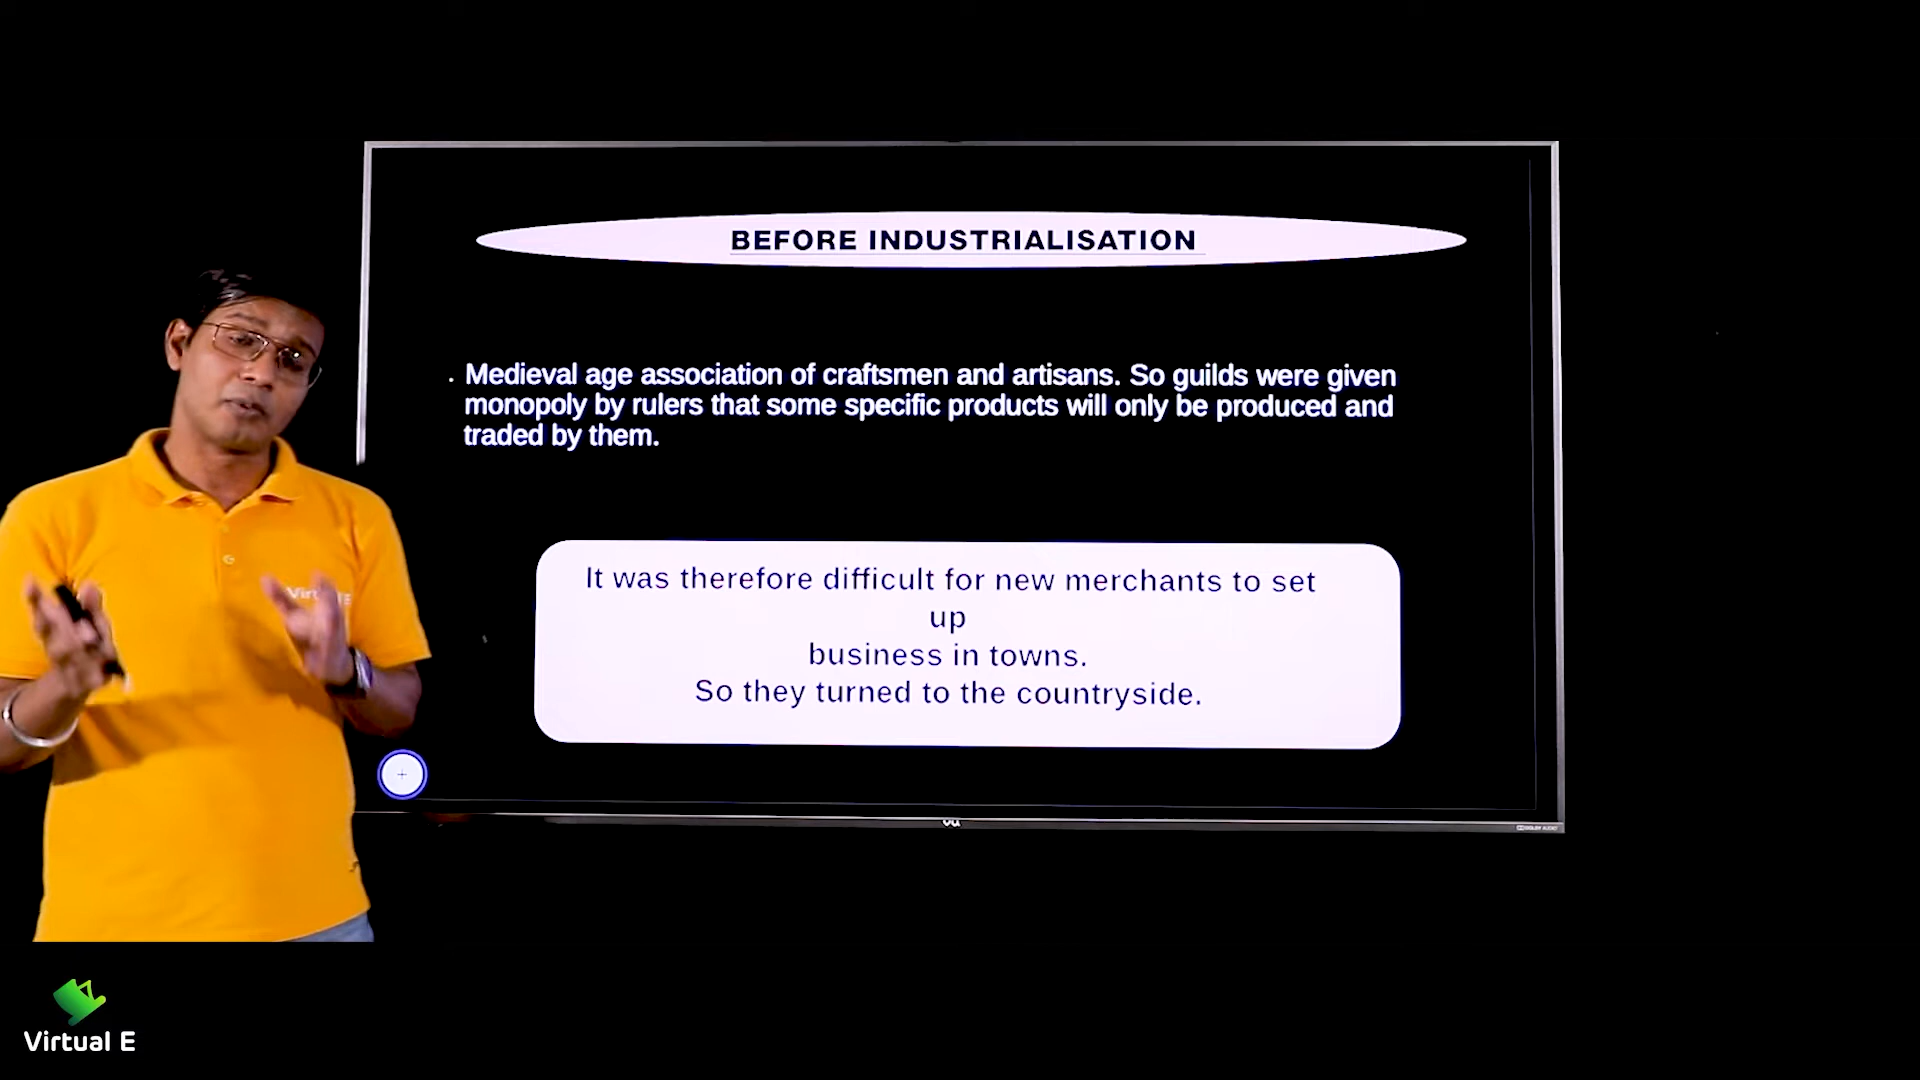 BEFORE INDUSTRIALISATION
Medieval age association of craftsmen and artisans. So guilds were given
monopoly by rulers that some specific products will only be produced and
traded by them.
It was therefore difficult for new merchants to set
up
business in towns.
So they turned to the countryside.
Virtual E